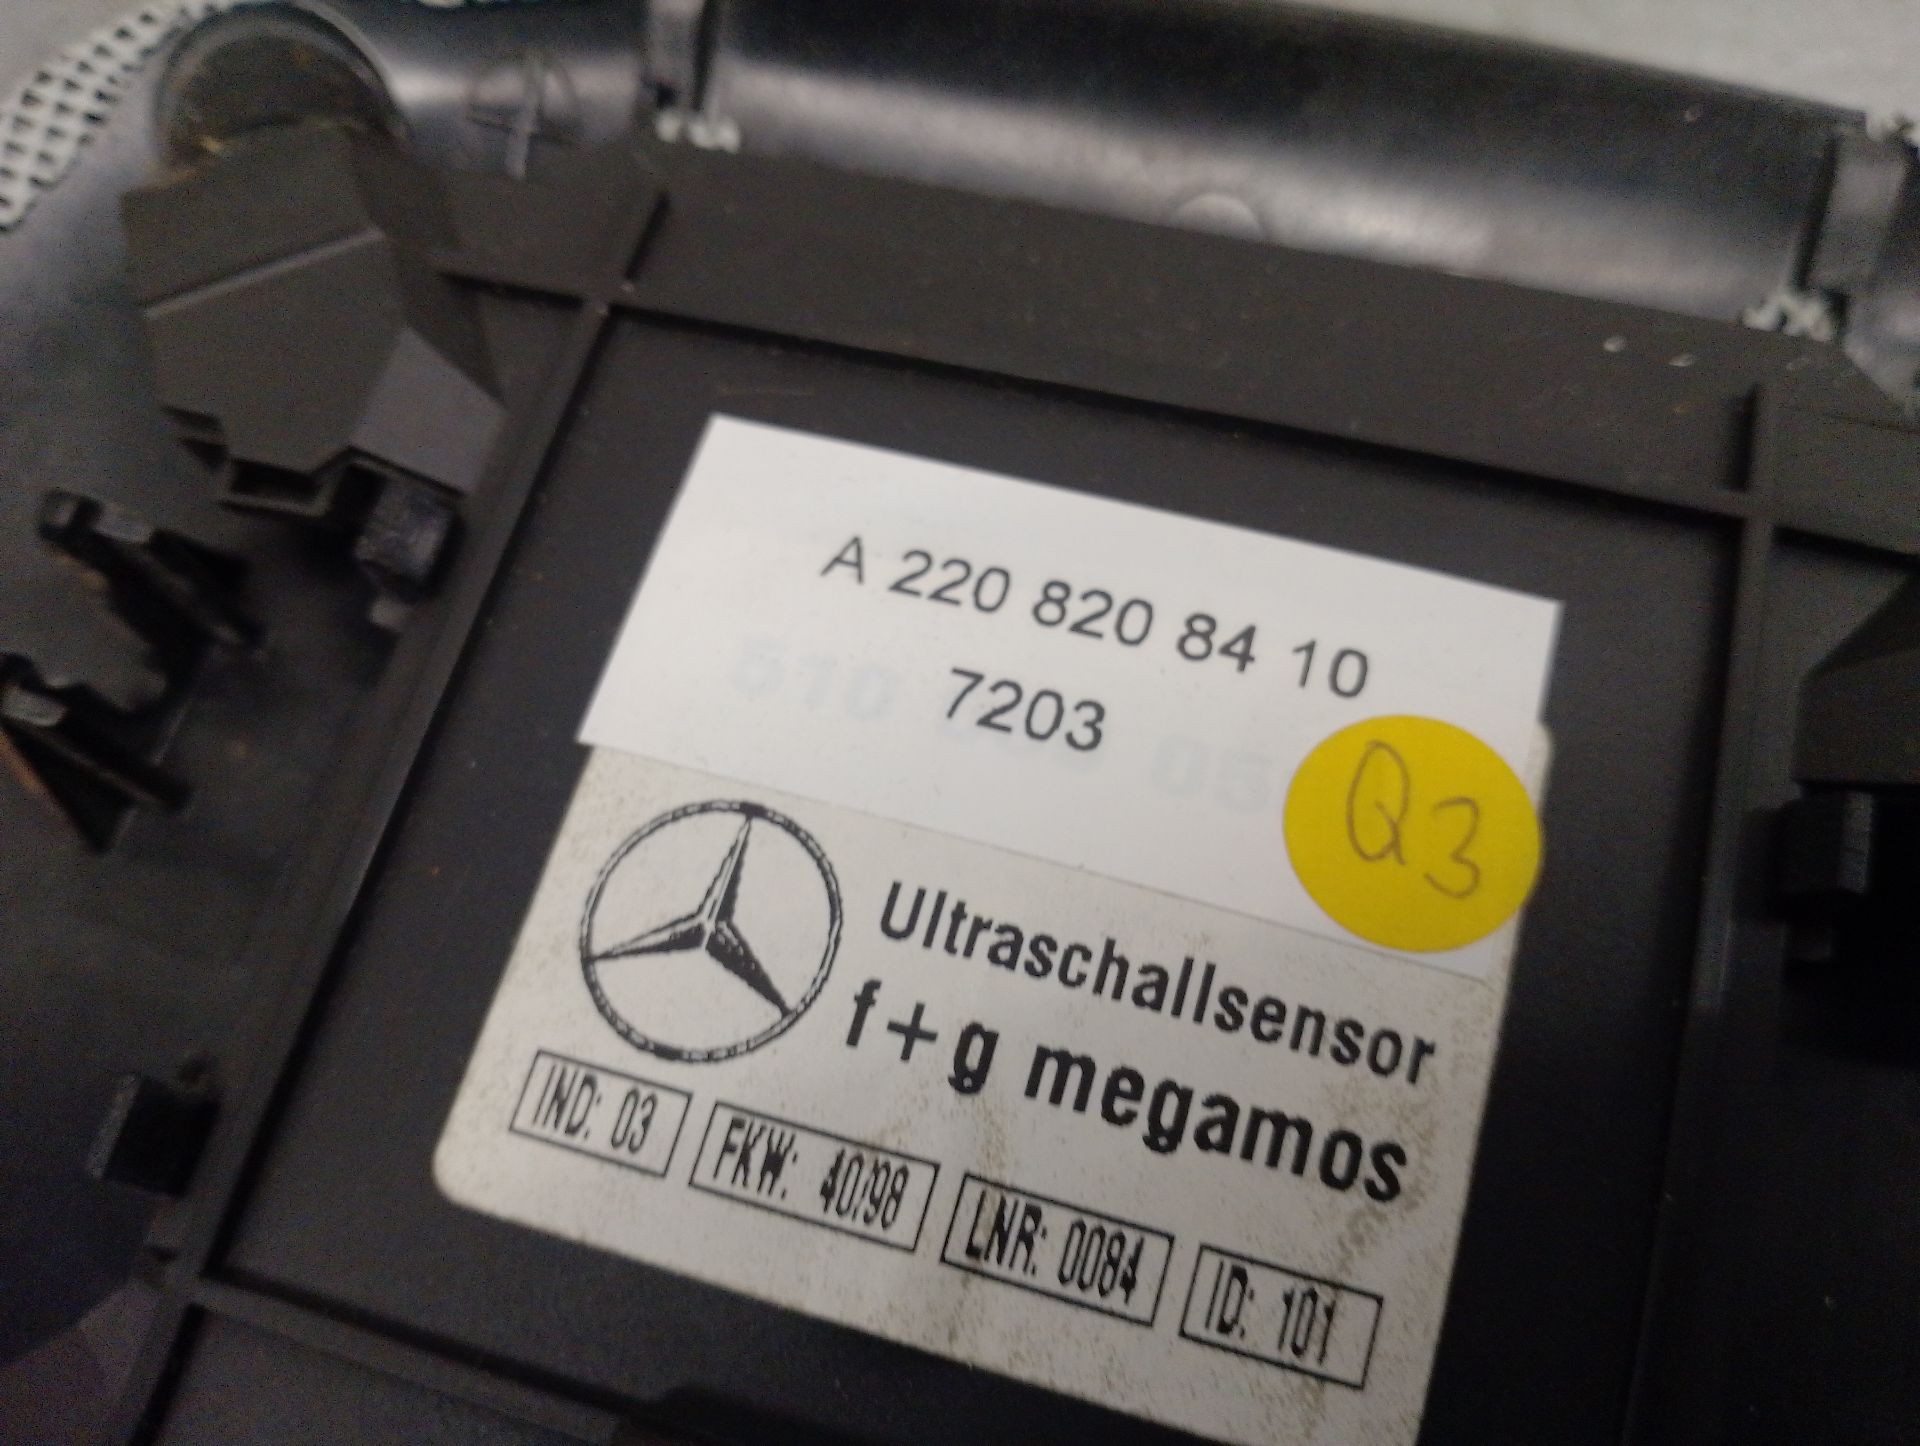 A 220 820 84 10
7203
Q3
Ultraschallsensor
f+g megamos
IND: 03 FKW: 40/98 LNR: 0084 ID: 101